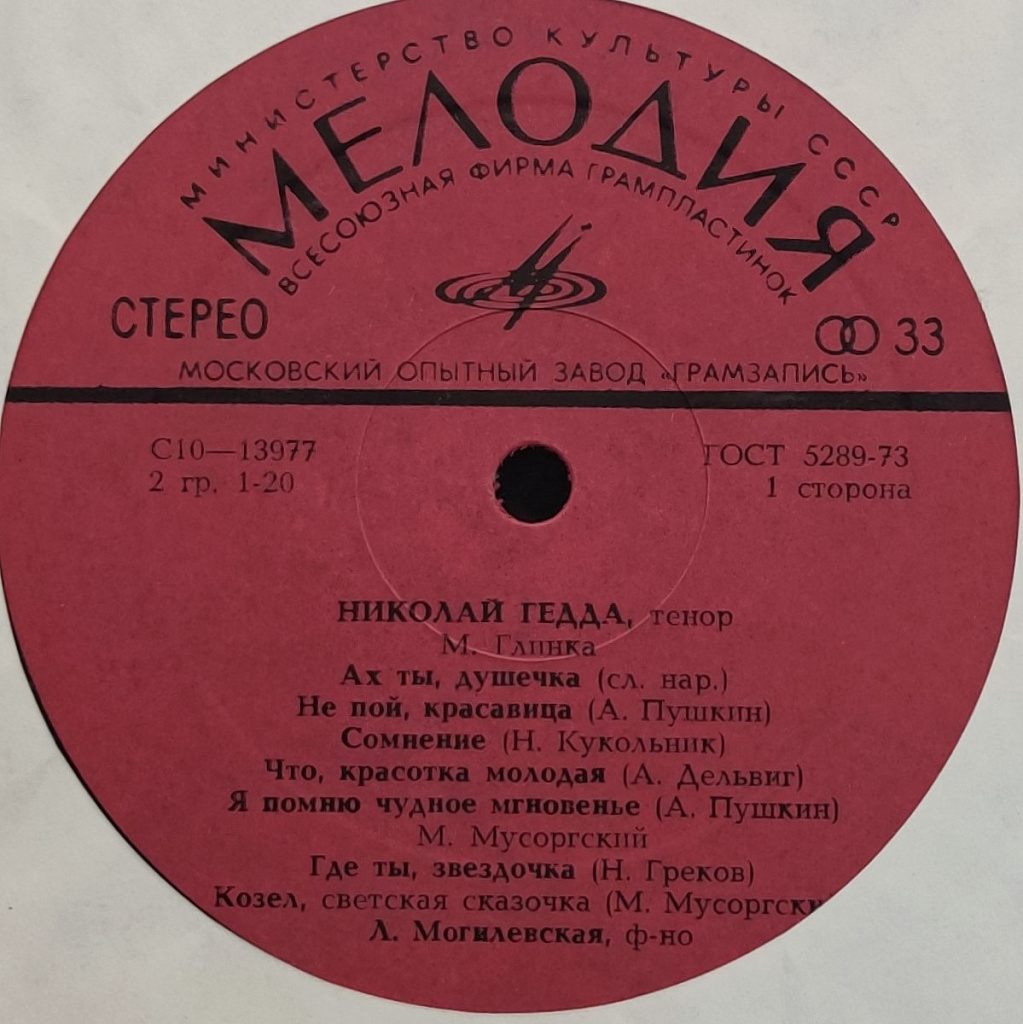 МИНИСТЕРСТВО КУЛЬТУРЫ СССР
МЕЛОДИЯ
ВСЕСОЮЗНАЯ ФИРМА ГРАМПЛАСТИНОК
СТЕРЕО
33
МОСКОВСКИЙ ОПЫТНЫЙ ЗАВОД «ГРАМЗАПИСЬ»
С10—13977
ГОСТ 5289-73
2 гр. 1-20
1 сторона
НИКОЛАЙ ГЕДДА, тенор
М. Глинка
Ах ты, душечка (сл. нар.)
Не пой, красавица (А. Пушкин)
Сомнение (Н. Кукольник)
Что, красотка молодая (А. Дельвиг)
Я помню чудное мгновенье (А. Пушкин)
М. Мусоргский
Где ты, звездочка (Н. Греков)
Козел, светская сказочка (М. Мусоргски
Л. Могилевская, ф-но